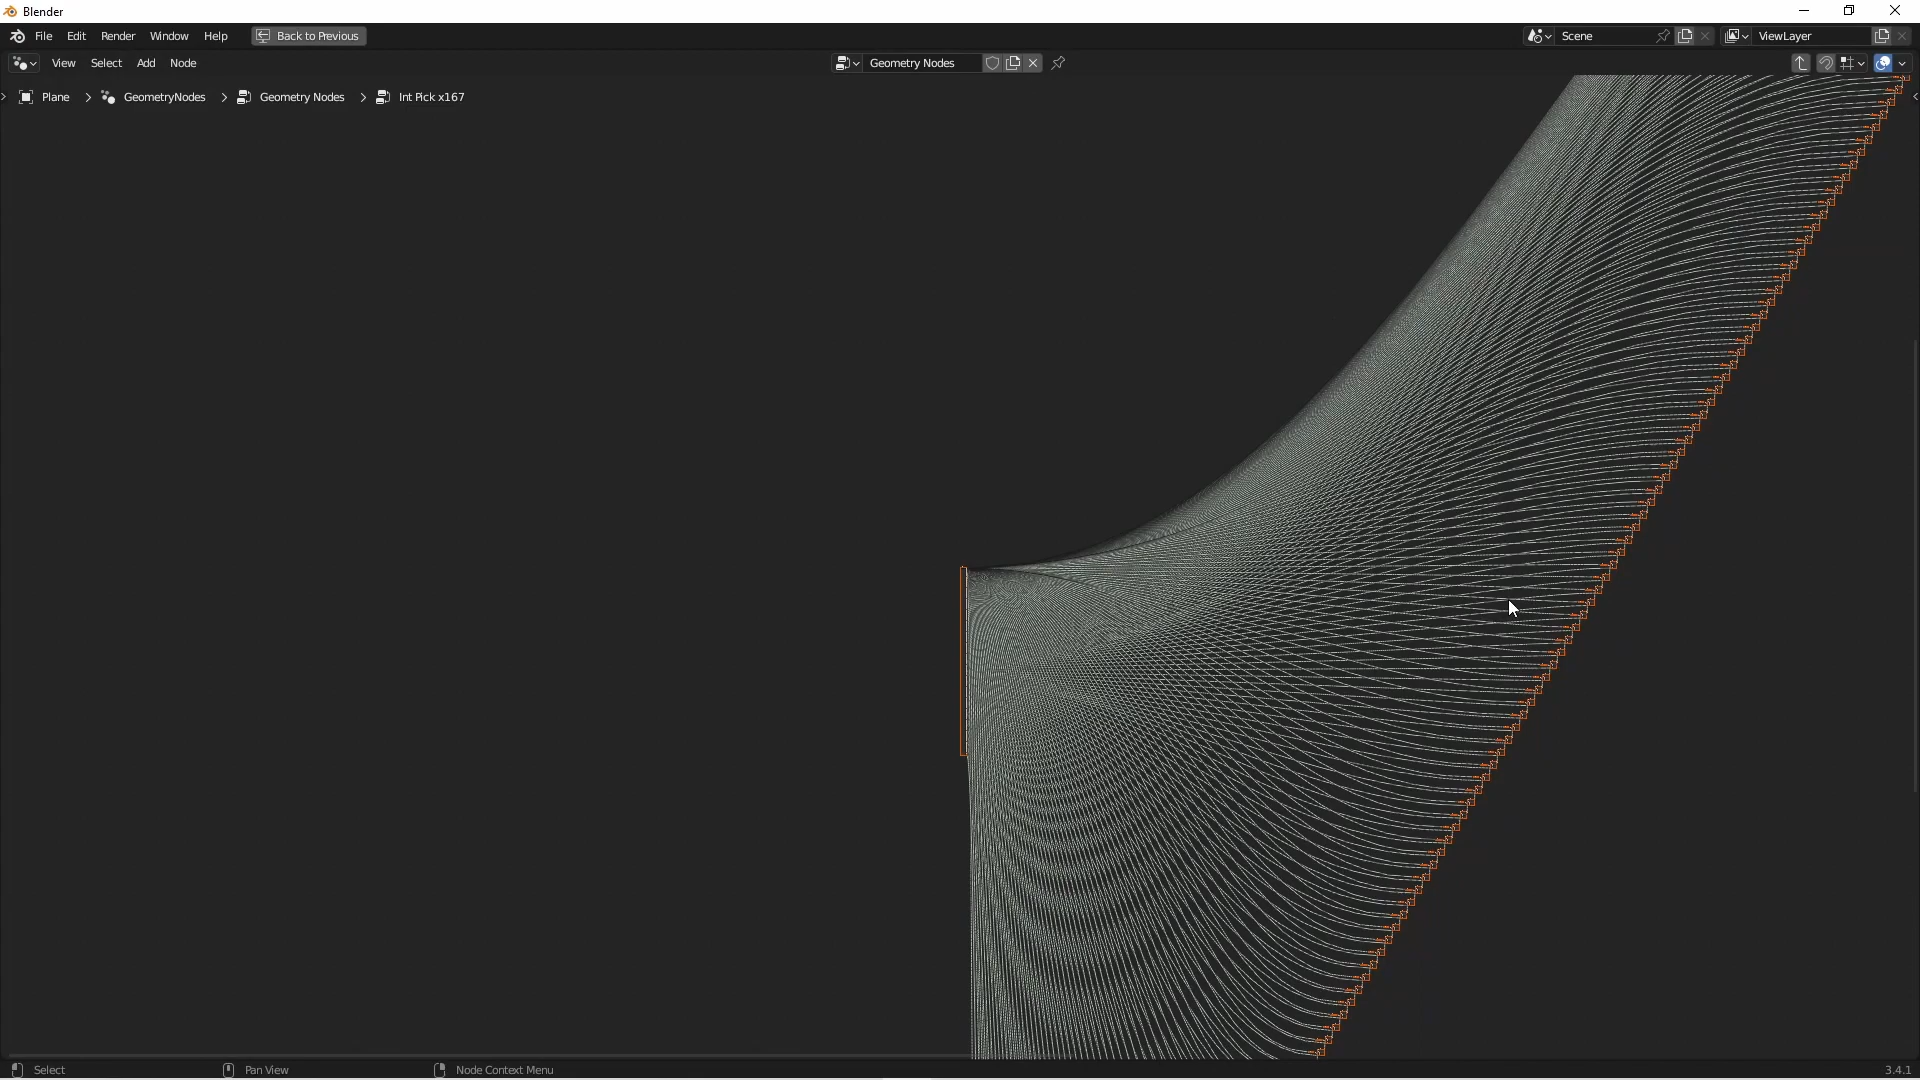 Blender
File Edit Render Window Help Back to Previous Scene ViewLayer
View Select Add Node Geometry Nodes
Plane GeometryNodes Geometry Nodes Int Pick x167
Select Pan View Node Context Menu 3.4.1